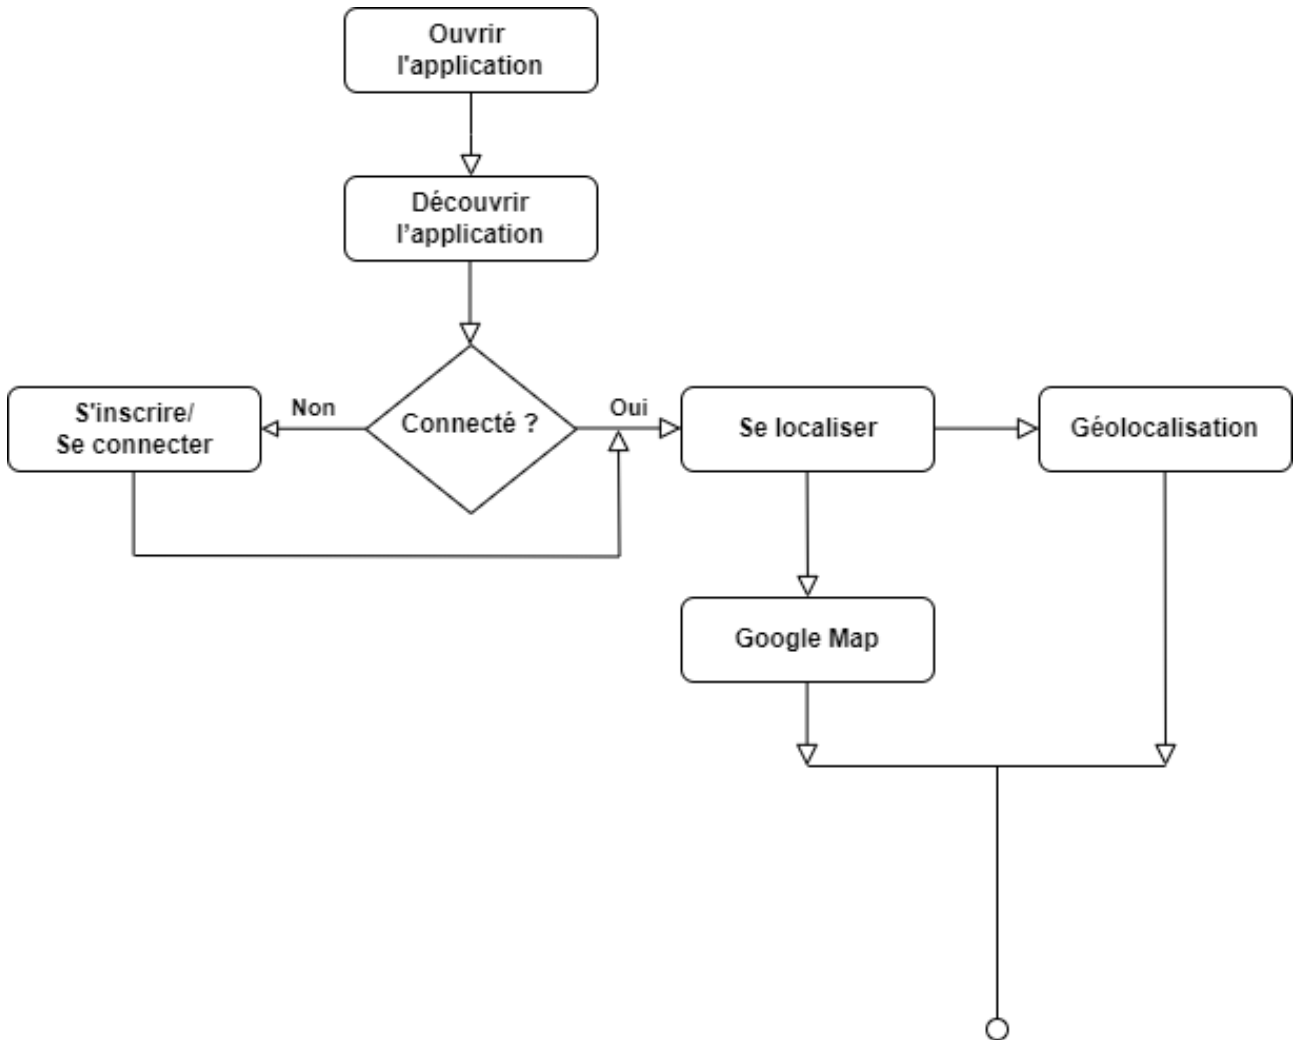 Ouvrir
l'application
Découvrir
l’application
Connecté ?
Non
Oui
S'inscrire/
Se connecter
Se localiser
Géolocalisation
Google Map